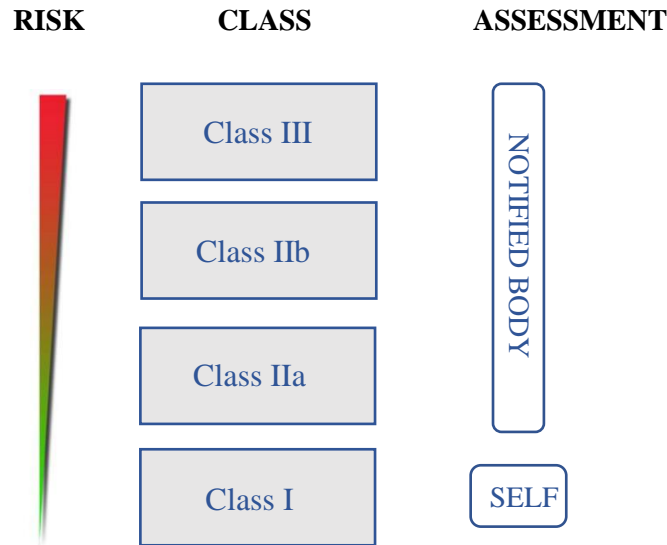 RISK CLASS ASSESSMENT
Class III
NOTIFIED BODY
Class IIb
Class IIa
Class I SELF